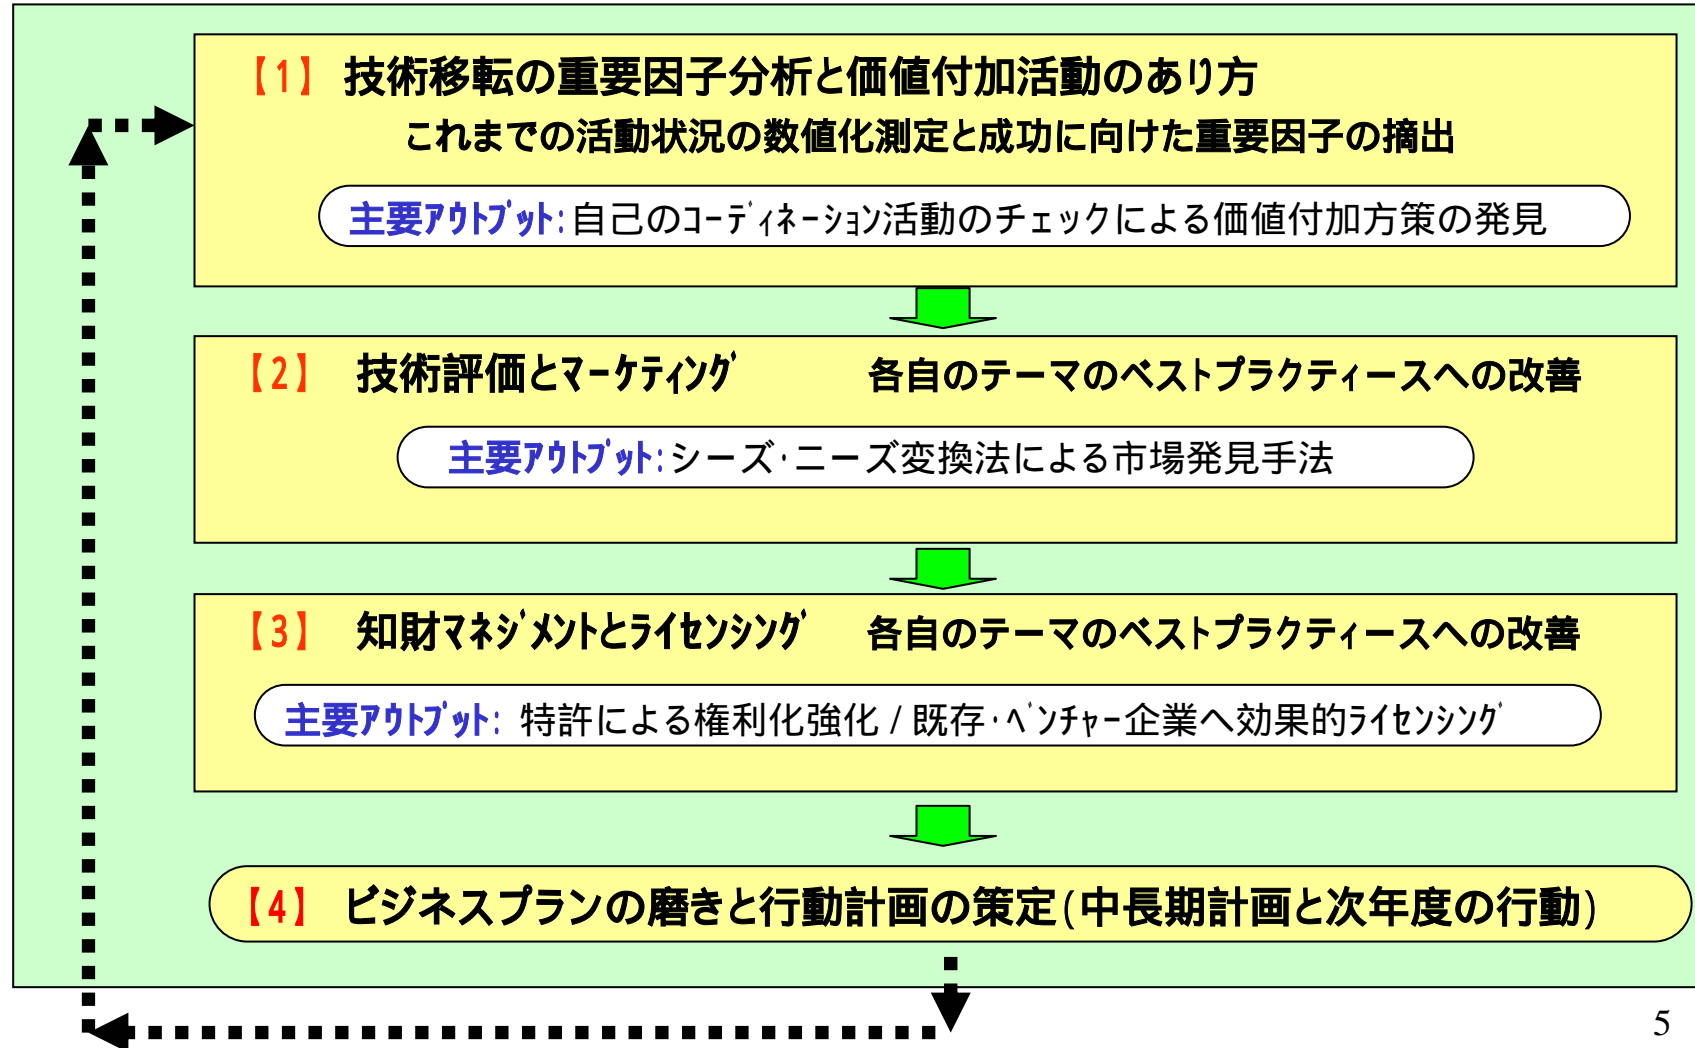 【1】 技術移転の重要因子分析と価値付加活動のあり方
これまでの活動状況の数値化測定と成功に向けた重要因子の摘出
主要ｱｳﾄﾌﾟｯﾄ:自己のｺｰﾃﾞｨﾈｰｼｮﾝ活動のチェックによる価値付加方策の発見
【2】 技術評価とﾏｰｹﾃｨﾝｸﾞ 各自のテーマのベストプラクティースへの改善
主要ｱｳﾄﾌﾟｯﾄ:シーズ･ニーズ変換法による市場発見手法
【3】 知財ﾏﾈｼﾞﾒﾝﾄとﾗｲｾﾝｼﾝｸﾞ 各自のテーマのベストプラクティースへの改善
主要ｱｳﾄﾌﾟｯﾄ: 特許による権利化強化 / 既存･ﾍﾞﾝﾁｬｰ企業へ効果的ﾗｲｾﾝｼﾝｸﾞ
【4】 ビジネスプランの磨きと行動計画の策定(中長期計画と次年度の行動)
5